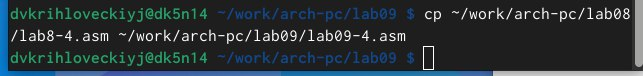 dvkrihloveckiyj@dk5n14 ~/work/arch-pc/lab09 $ cp ~/work/arch-pc/lab08
/lab8-4.asm ~/work/arch-pc/lab09/lab09-4.asm
dvkrihloveckiyj@dk5n14 ~/work/arch-pc/lab09 $